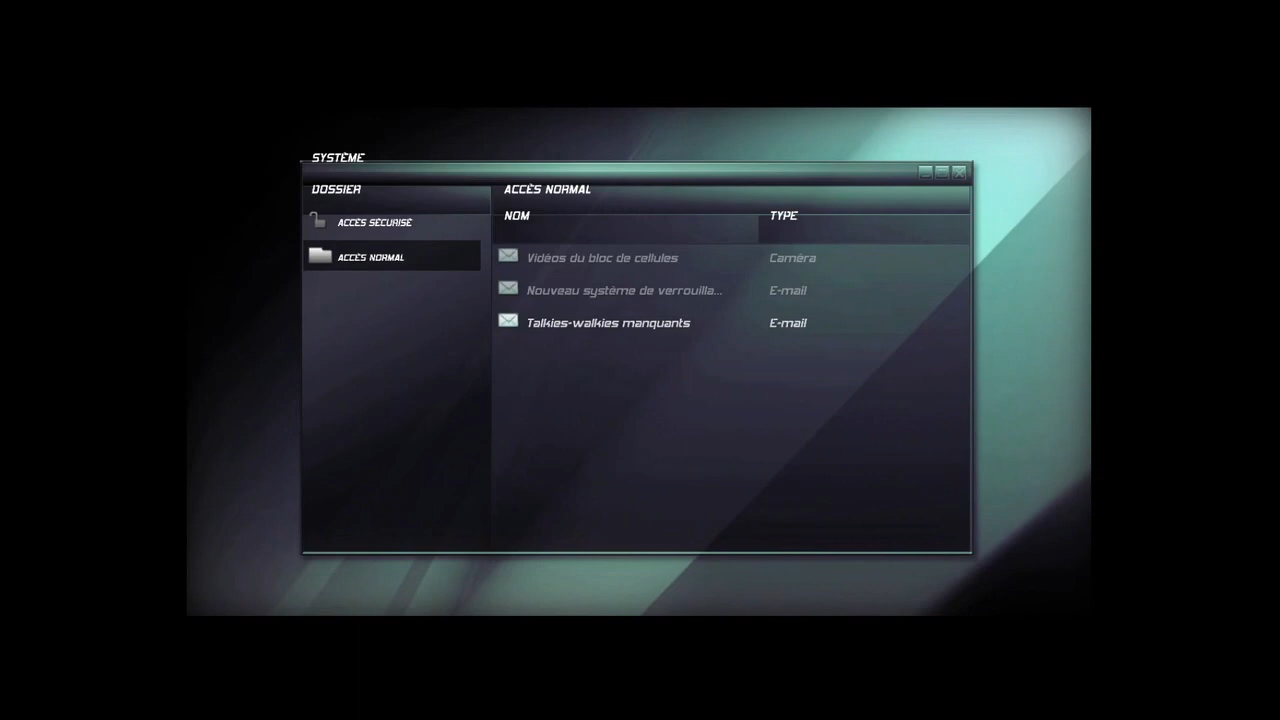 SYSTÈME
DOSSIER
ACCÈS NORMAL
NOM
TYPE
ACCÈS SÉCURISÉ
ACCÈS NORMAL
Vidéos du bloc de cellules
Caméra
Nouveau système de verrouilla...
E-mail
Talkies-walkies manquants
E-mail